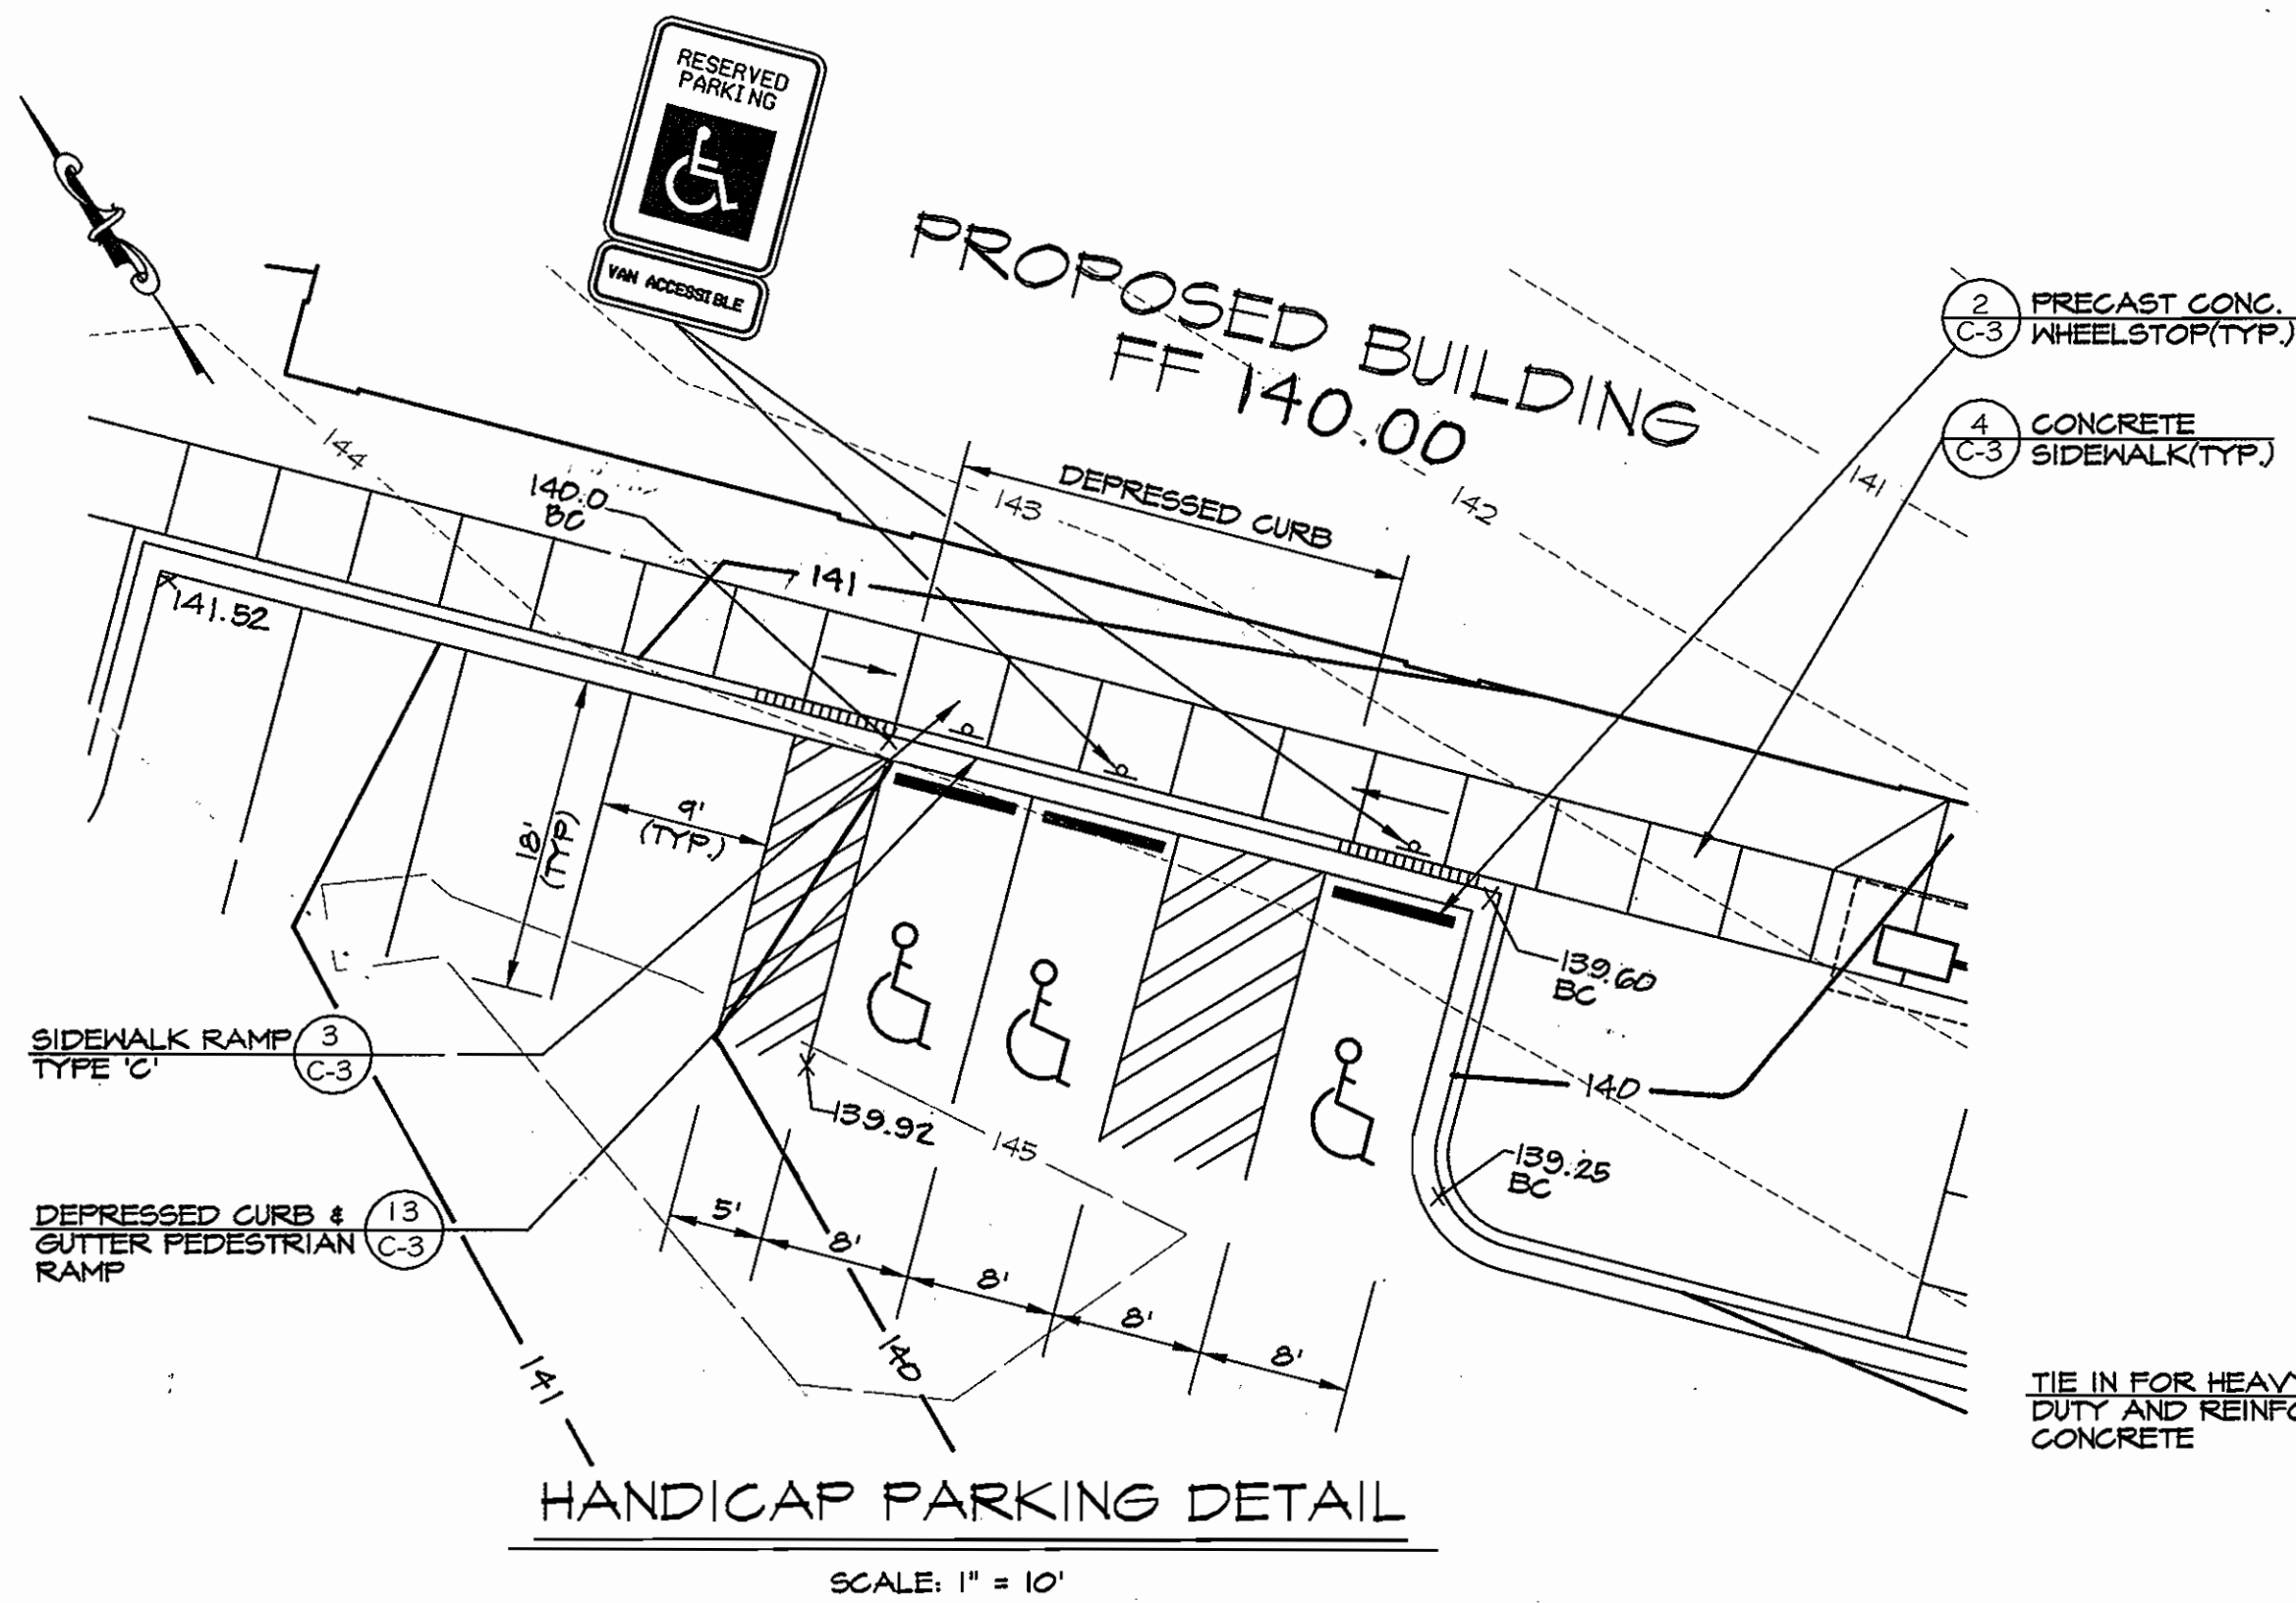 RESERVED
PARKING
VAN ACCESSIBLE
PROPOSED BUILDING
FF 140.00
2
C-3
PRECAST CONC.
WHEELSTOP(TYP.)
4
C-3
CONCRETE
SIDEWALK(TYP.)
144
140.0
BC
DEPRESSED CURB
143
142
141
141
141.52
18'
(TYP)
9'
(TYP.)
139.60
BC
SIDEWALK RAMP
TYPE 'C'
3
C-3
140
139.92
145
139.25
BC
DEPRESSED CURB &
GUTTER PEDESTRIAN
RAMP
13
C-3
5'
8'
8'
8'
8'
141
140
TIE IN FOR HEAV
DUTY AND REINFO
CONCRETE
HANDICAP PARKING DETAIL
SCALE: 1" = 10'